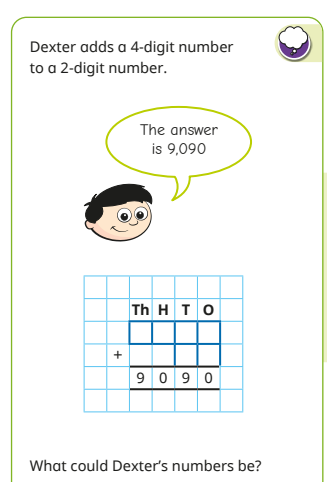 Dexter adds a 4-digit number
to a 2-digit number.
The answer
is 9,090
Th H T O
+
9 0 9 0
What could Dexter’s numbers be?